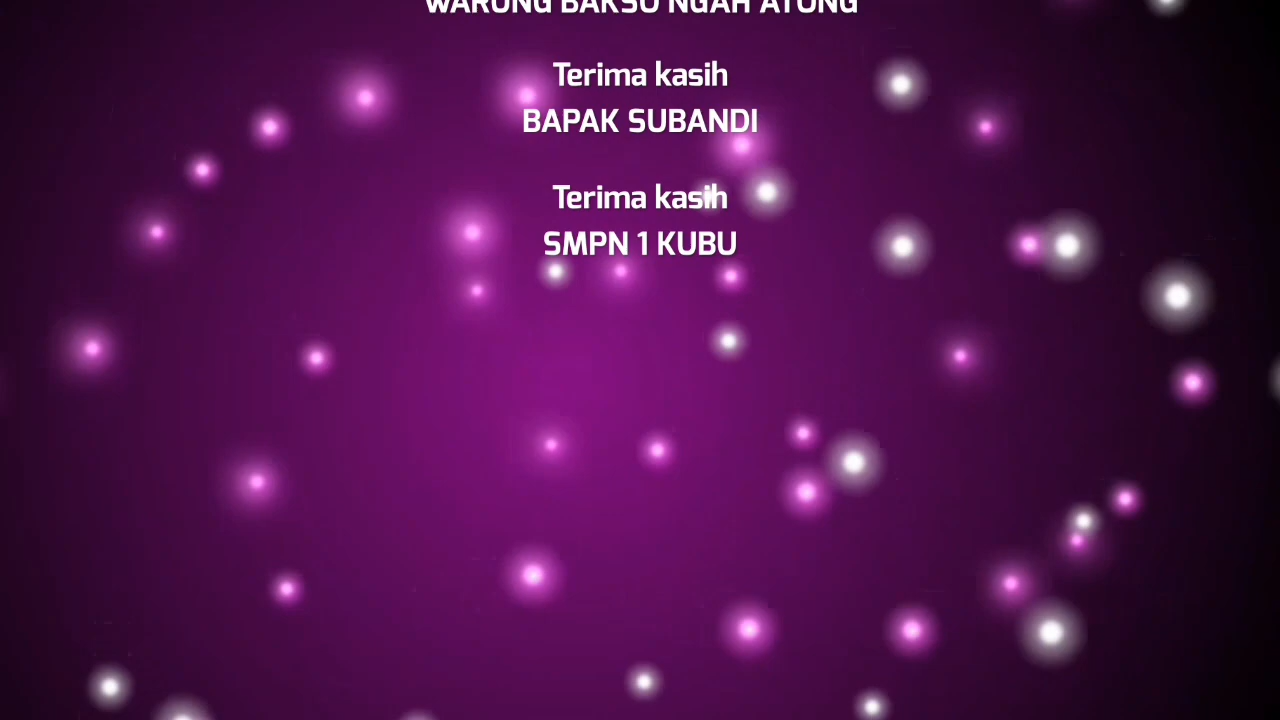 WARUNG BAKSO NGAH ATONG
Terima kasih
BAPAK SUBANDI
Terima kasih
SMPN 1 KUBU